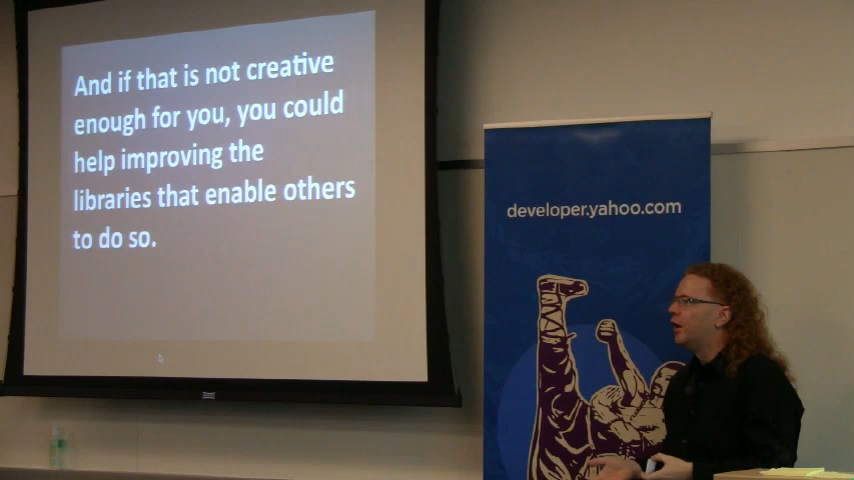 And if that is not creative
enough for you, you could
help improving the
libraries that enable others
to do so.
developer.yahoo.com